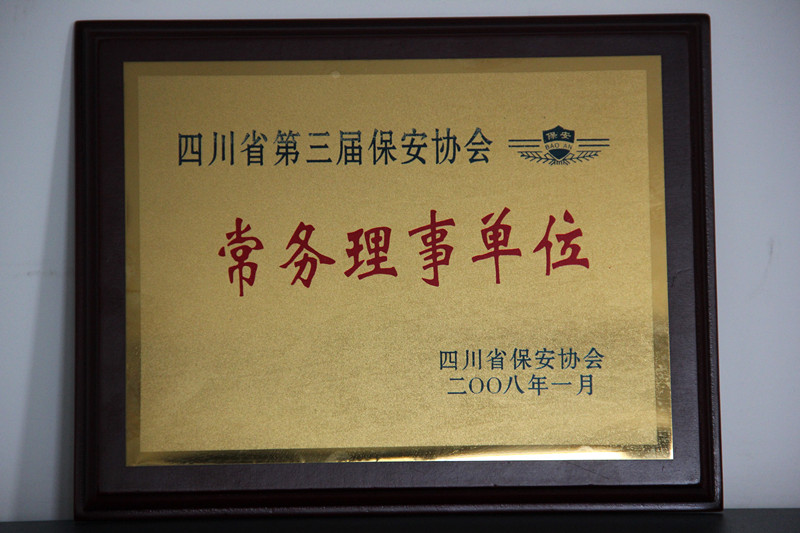 四川省第三届保安协会
保安
BAO AN
常务理事单位
四川省保安协会
二〇〇八年一月